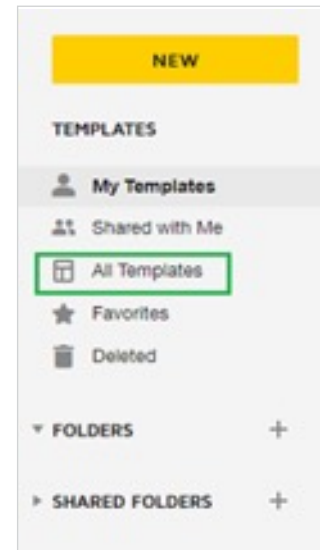 NEW
TEMPLATES
My Templates
Shared with Me
All Templates
Favorites
Deleted
FOLDERS +
SHARED FOLDERS +